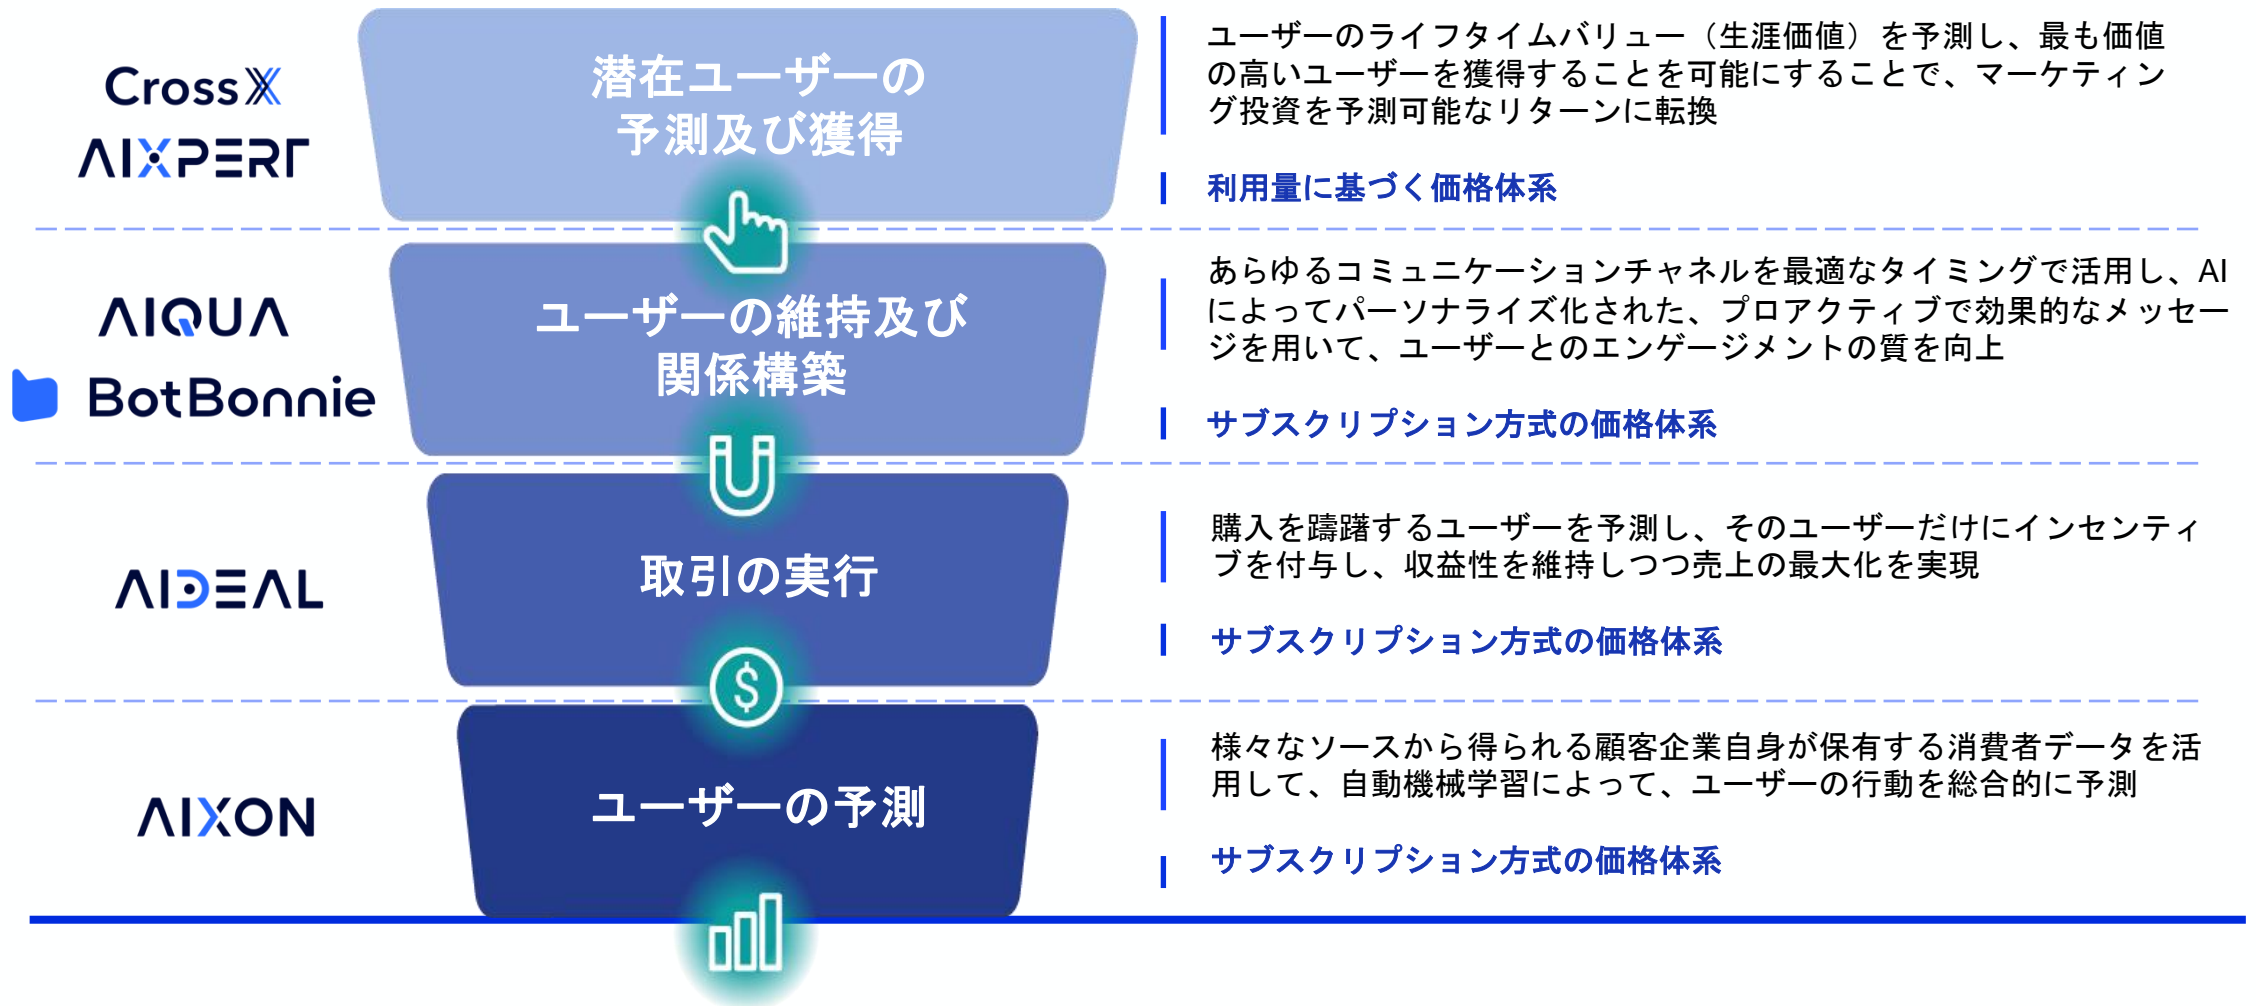 CrossX
AIXPERT
潜在ユーザーの
予測及び獲得
ユーザーのライフタイムバリュー（生涯価値）を予測し、最も価値
の高いユーザーを獲得することを可能にすることで、マーケティン
グ投資を予測可能なリターンに転換
利用量に基づく価格体系
AIQUA
BotBonnie
ユーザーの維持及び
関係構築
あらゆるコミュニケーションチャネルを最適なタイミングで活用し、AI
によってパーソナライズ化された、プロアクティブで効果的なメッセー
ジを用いて、ユーザーとのエンゲージメントの質を向上
サブスクリプション方式の価格体系
AIDEAL
取引の実行
購入を躊躇するユーザーを予測し、そのユーザーだけにインセンティ
ブを付与し、収益性を維持しつつ売上の最大化を実現
サブスクリプション方式の価格体系
$
AIXON
ユーザーの予測
様々なソースから得られる顧客企業自身が保有する消費者データを活
用して、自動機械学習によって、ユーザーの行動を総合的に予測
サブスクリプション方式の価格体系